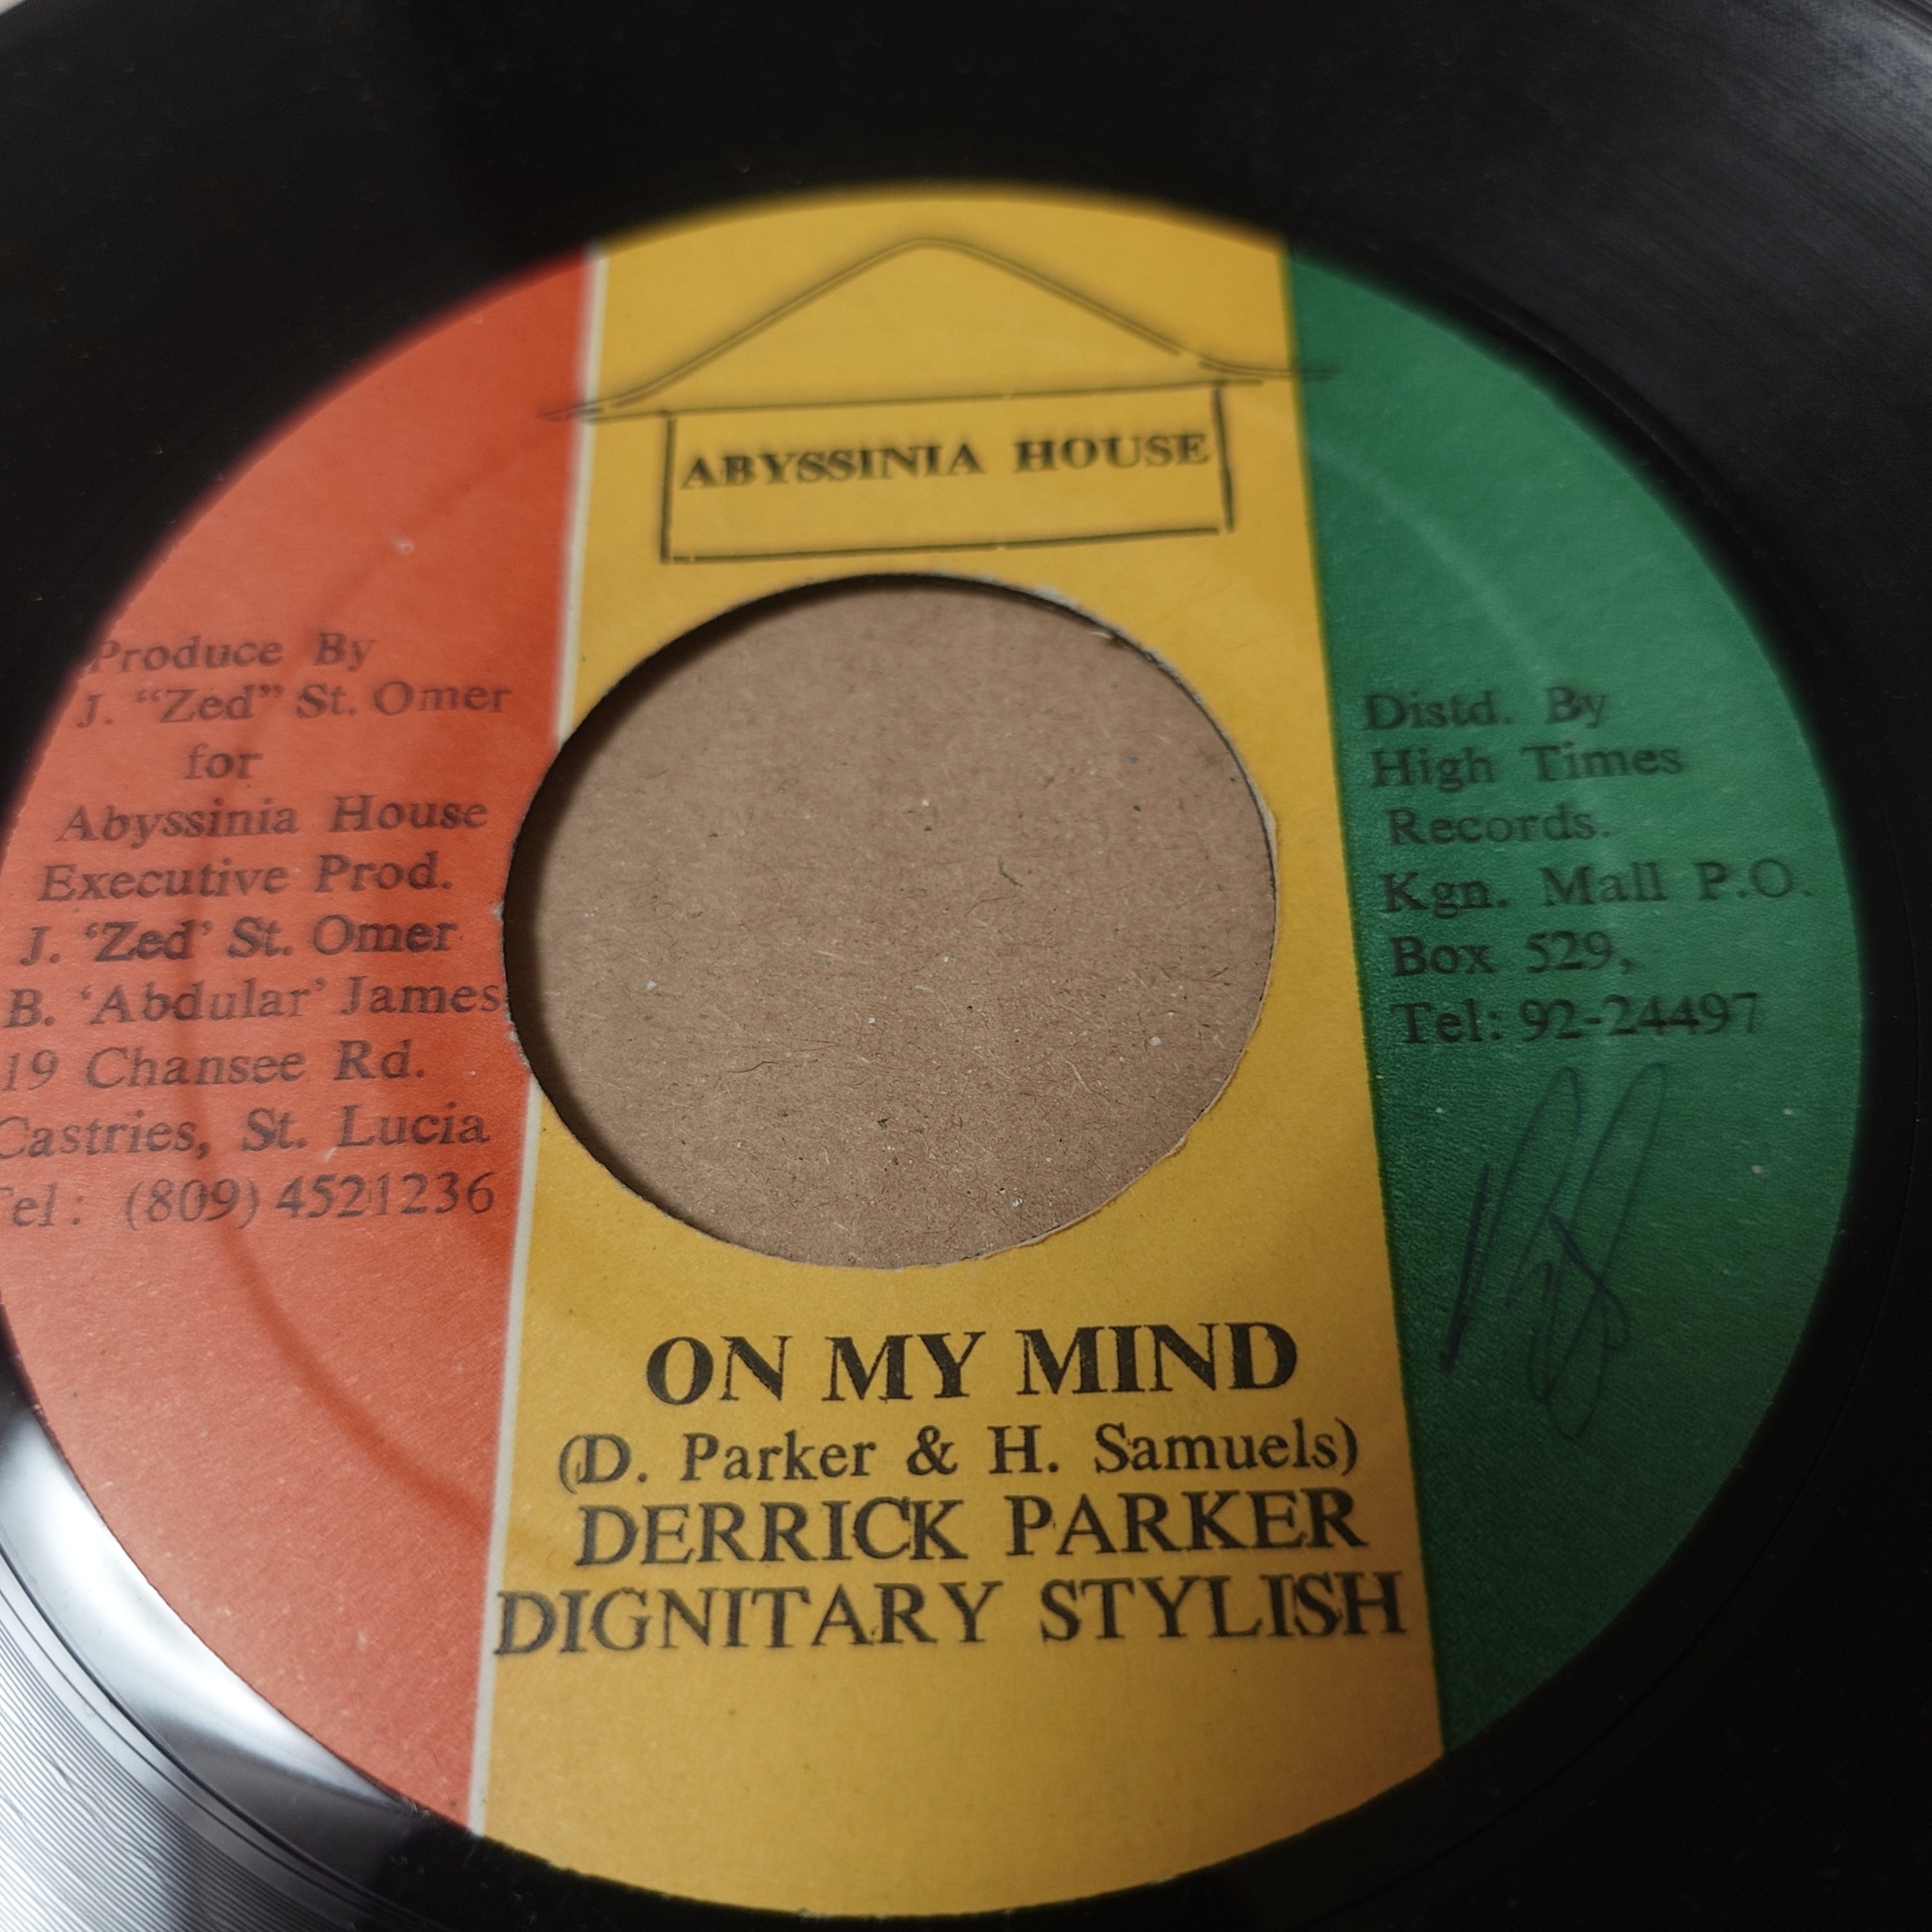 ABYSSINIA HOUSE
Produce By
J. “Zed” St. Omer
for
Abyssinia House
Executive Prod.
J. ‘Zed’ St. Omer
B. ‘Abdular’ James
19 Chansee Rd.
Castries, St. Lucia
Tel: (809) 4521236
Distd. By
High Times
Records.
Kgn. Mall P.O.
Box 529,
Tel: 92-24497
ON MY MIND
(D. Parker & H. Samuels)
DERRICK PARKER
DIGNITARY STYLISH